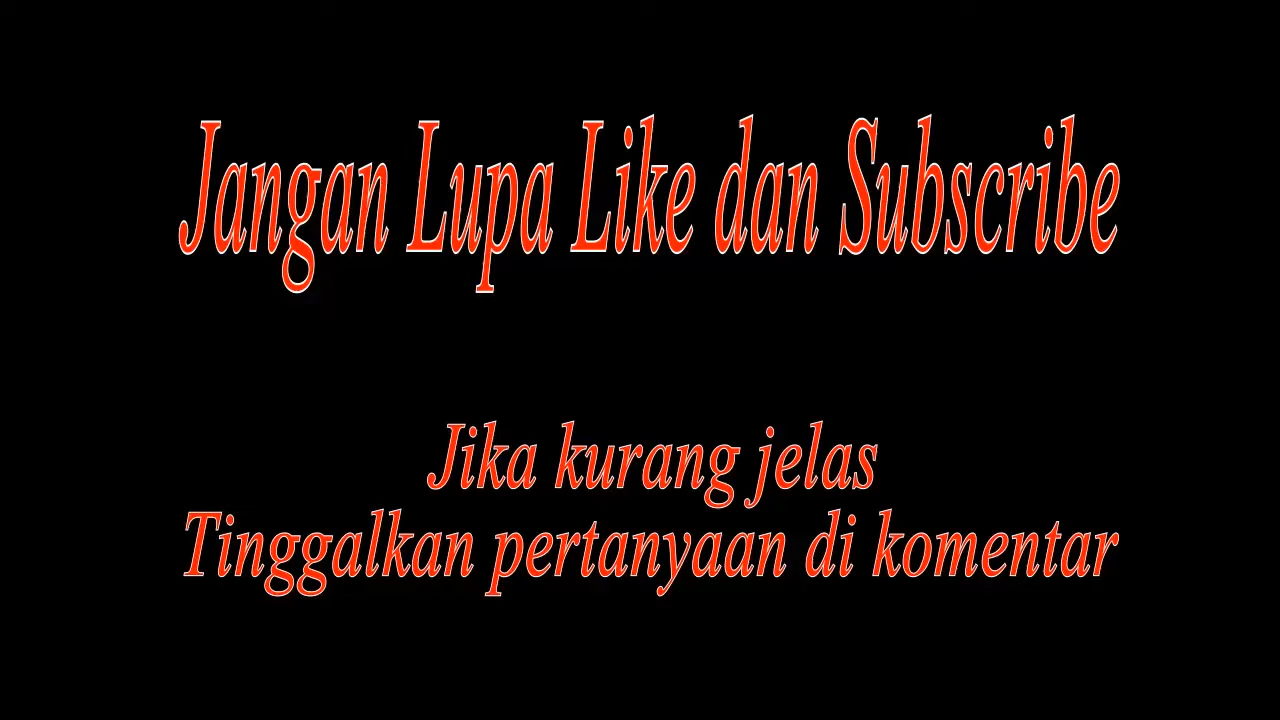 Jangan Lupa Like dan Subscribe
Jika kurang jelas
Tinggalkan pertanyaan di komentar